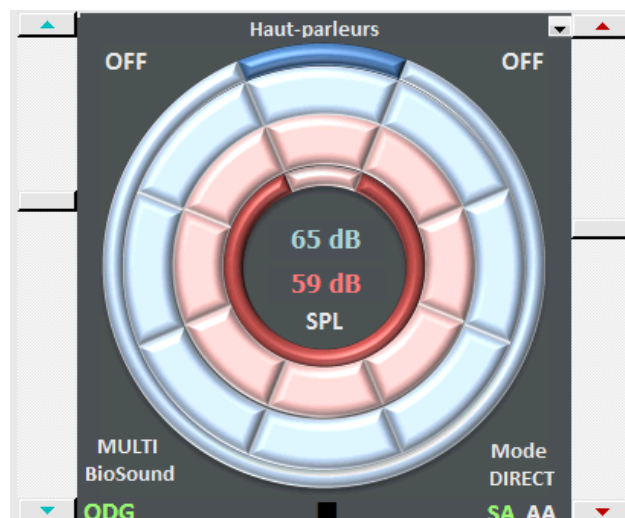 Haut-parleurs
OFF OFF
65 dB
59 dB
SPL
MULTI
BioSound
Mode
DIRECT
ODG SA AA